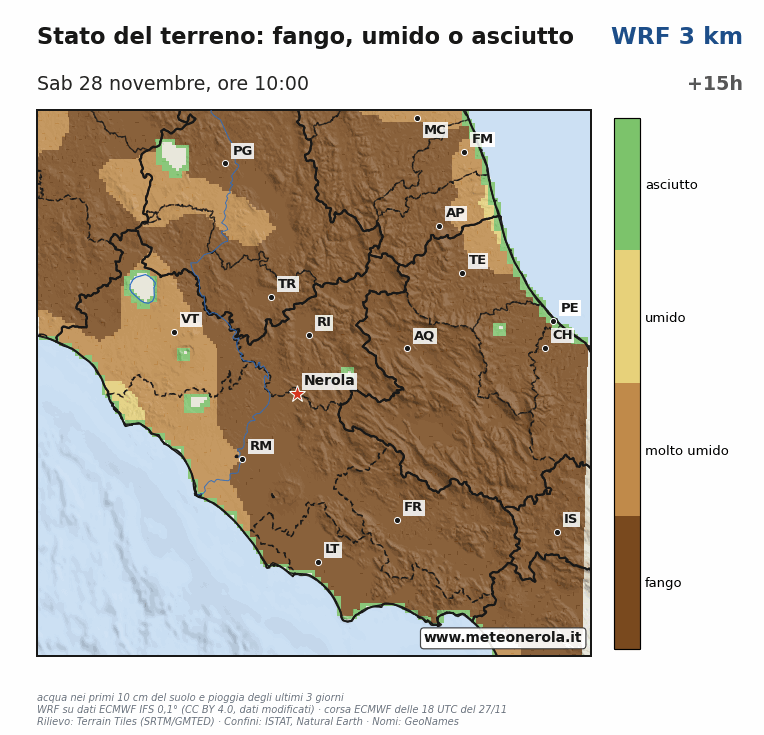 Stato del terreno: fango, umido o asciutto
WRF 3 km
Sab 28 novembre, ore 10:00
+15h
MC
FM
PG
AP
TE
TR
PE
VT
RI
AQ
CH
Nerola
RM
FR
IS
LT
www.meteonerola.it
asciutto
umido
molto umido
fango
acqua nei primi 10 cm del suolo e pioggia degli ultimi 3 giorni
WRF su dati ECMWF IFS 0,1° (CC BY 4.0, dati modificati) · corsa ECMWF delle 18 UTC del 27/11
Rilievo: Terrain Tiles (SRTM/GMTED) · Confini: ISTAT, Natural Earth · Nomi: GeoNames